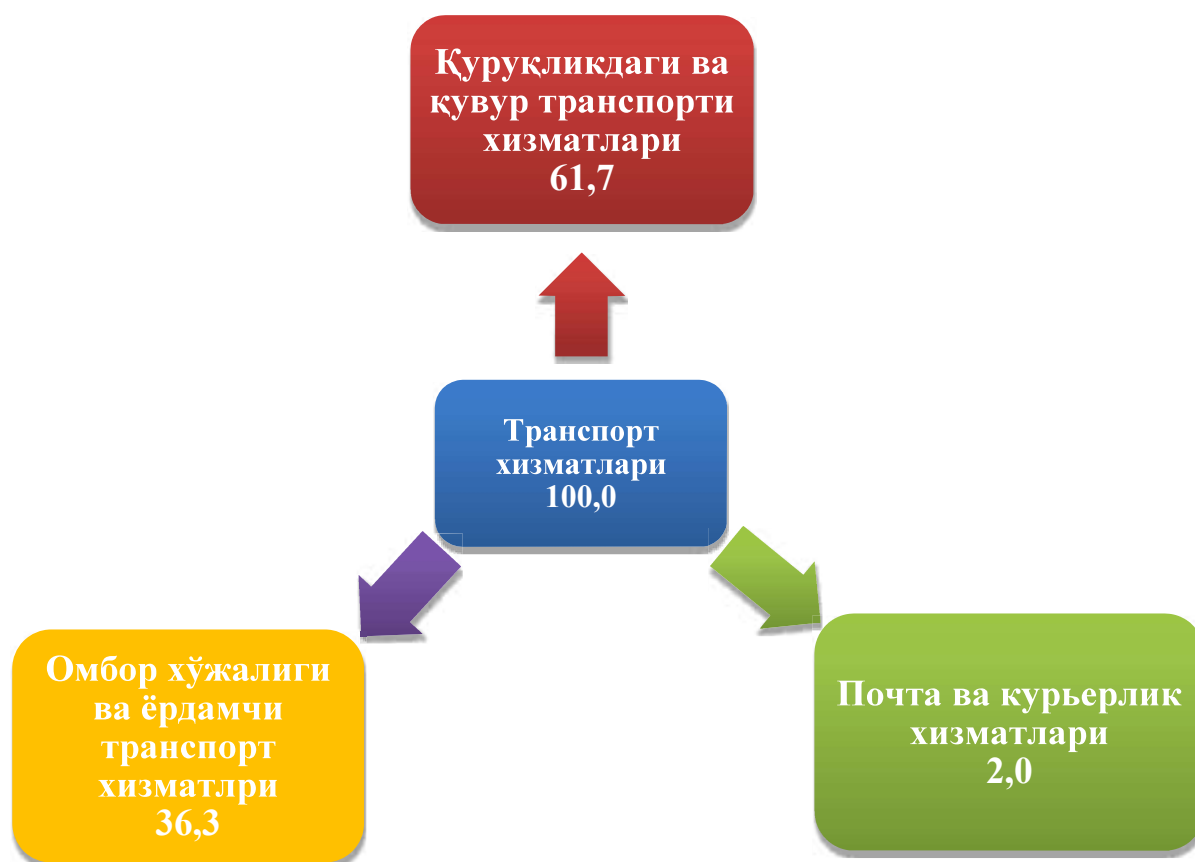 Қуруқликдаги ва
қувур транспорти
хизматлари
61,7
Транспорт
хизматлари
100,0
Омбор хўжалиги
ва ёрдамчи
транспорт
хизматлри
36,3
Почта ва курьерлик
хизматлари
2,0